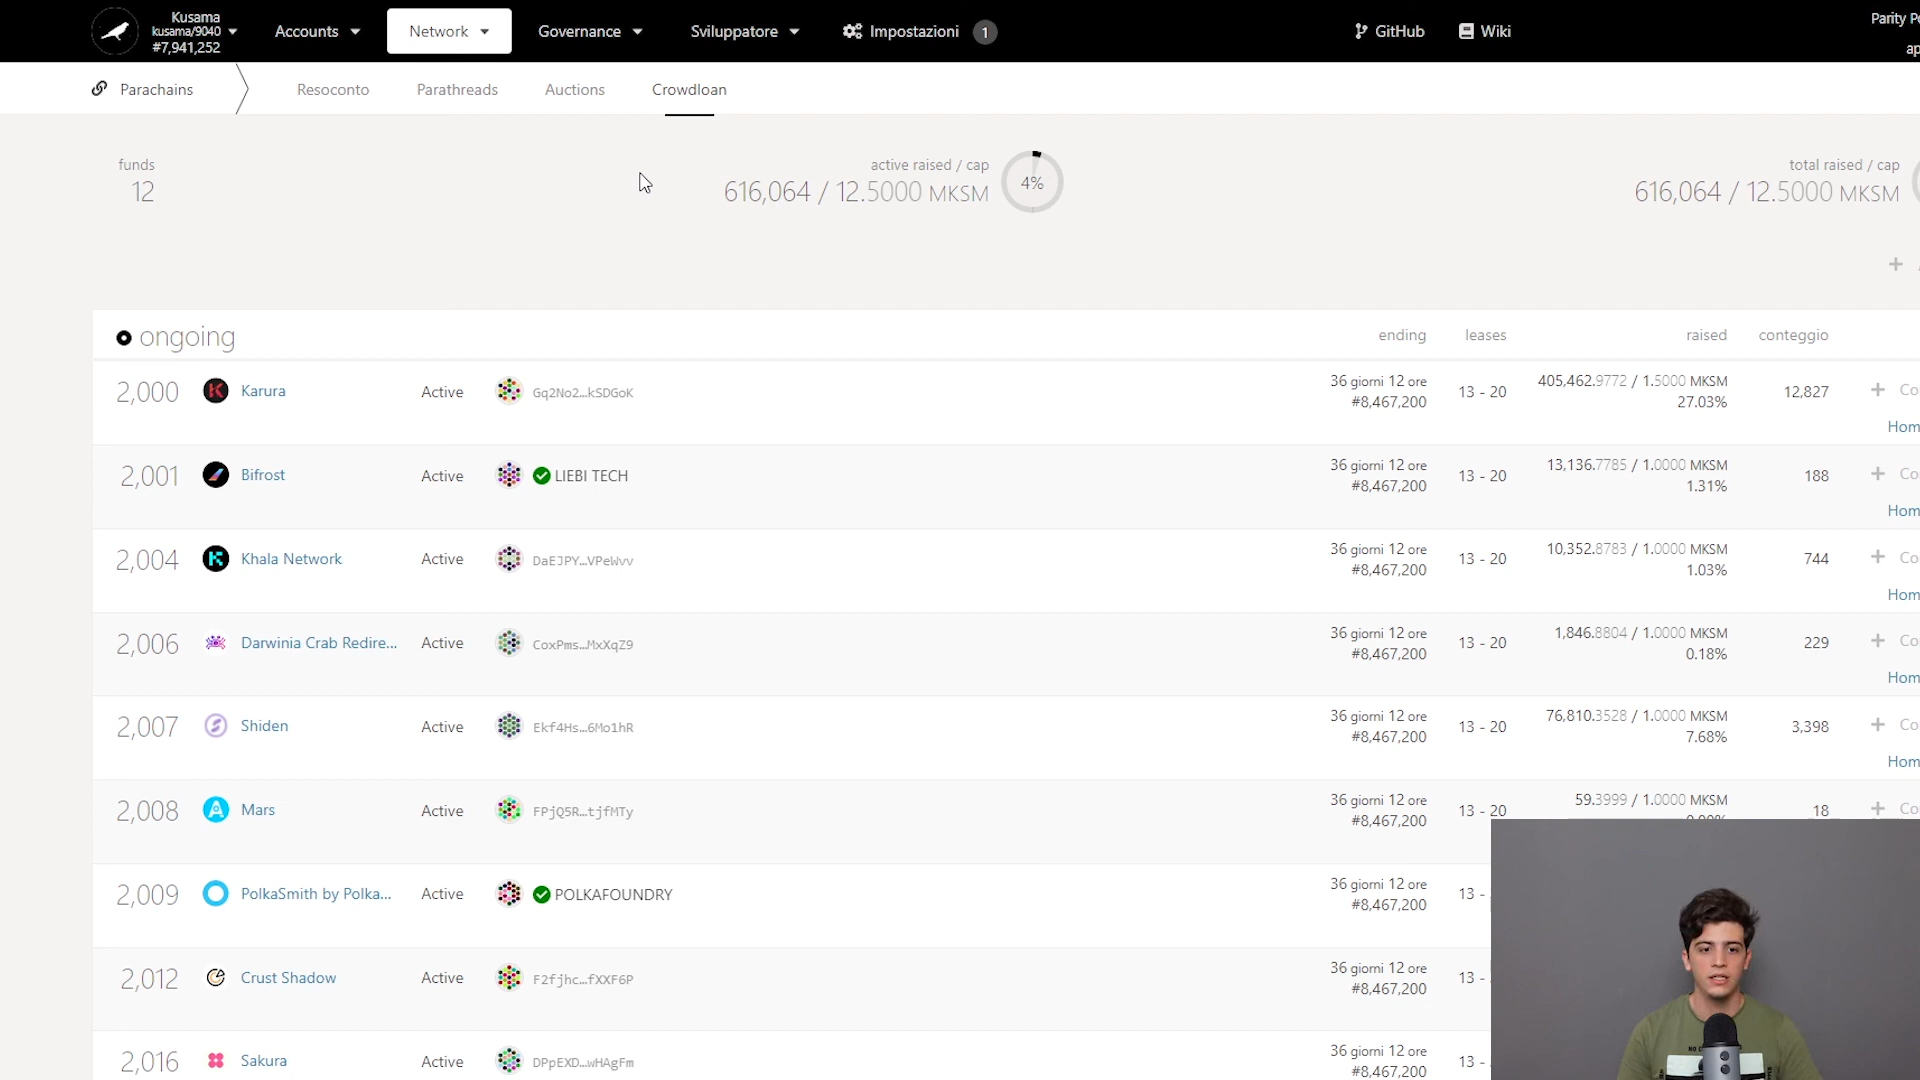 Kusama
kusama/9040
#7,941,252
Accounts
Network
Governance
Sviluppatore
Impostazioni
1
GitHub
Wiki
Parity
Parachains
Resoconto
Parathreads
Auctions
Crowdloan
funds
12
active raised / cap
616,064 / 12.5000 MKSM
4%
total raised / cap
616,064 / 12.5000 MKSM
ongoing
ending leases raised conteggio
2,000 Karura Active Gq2No2…kSDGoK 36 giorni 12 ore 13 - 20 405,462.9772 / 1.5000 MKSM 12,827
#8,467,200 27.03%
2,001 Bifrost Active LIEBI TECH 36 giorni 12 ore 13 - 20 13,136.7785 / 1.0000 MKSM 188
#8,467,200 1.31%
2,004 Khala Network Active DaEJPY…VPeWvv 36 giorni 12 ore 13 - 20 10,352.8783 / 1.0000 MKSM 744
#8,467,200 1.03%
2,006 Darwinia Crab Redire... Active CoxPms…MxXqZ9 36 giorni 12 ore 13 - 20 1,846.8804 / 1.0000 MKSM 229
#8,467,200 0.18%
2,007 Shiden Active Ekf4Hs…6Mo1hR 36 giorni 12 ore 13 - 20 76,810.3528 / 1.0000 MKSM 3,398
#8,467,200 7.68%
2,008 Mars Active FPjQ5R…tjfMTy 36 giorni 12 ore 13 - 20 59.3999 / 1.0000 MKSM 18
#8,467,200
2,009 PolkaSmith by Polka... Active POLKAFOUNDRY 36 giorni 12 ore 13 -
#8,467,200
2,012 Crust Shadow Active F2fjhc…fXXF6P 36 giorni 12 ore 13 -
#8,467,200
2,016 Sakura Active DPpEXD…wHAgFm 36 giorni 12 ore 13 -
#8,467,200